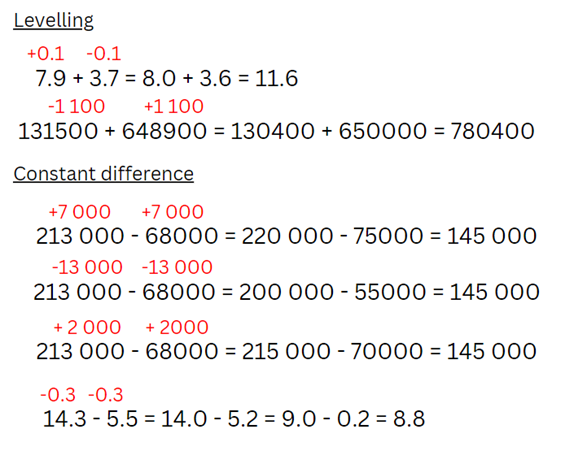 Levelling
+0.1 -0.1
7.9 + 3.7 = 8.0 + 3.6 = 11.6
-1 100 +1 100
131500 + 648900 = 130400 + 650000 = 780400
Constant difference
+7 000 +7 000
213 000 - 68000 = 220 000 - 75000 = 145 000
-13 000 -13 000
213 000 - 68000 = 200 000 - 55000 = 145 000
+ 2 000 + 2000
213 000 - 68000 = 215 000 - 70000 = 145 000
-0.3 -0.3
14.3 - 5.5 = 14.0 - 5.2 = 9.0 - 0.2 = 8.8